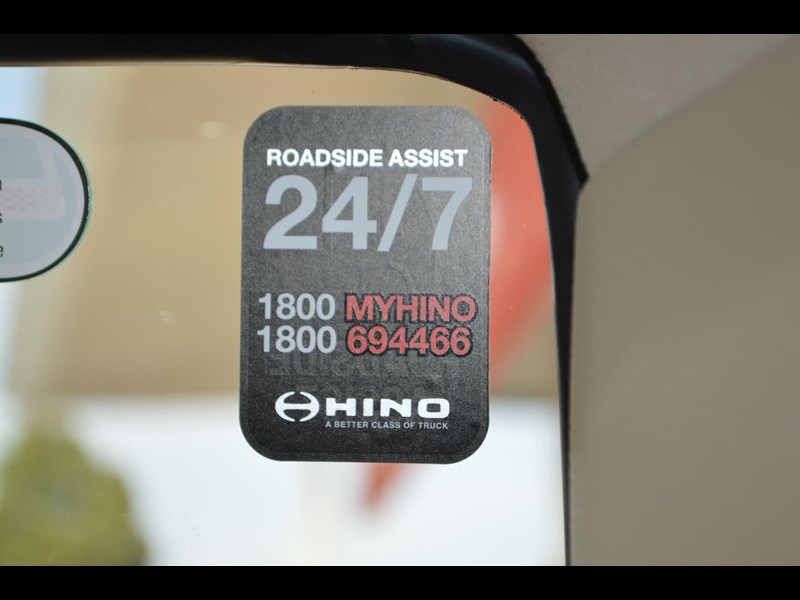 ROADSIDE ASSIST
24/7
1800 MYHINO
1800 694466
HINO
A BETTER CLASS OF TRUCK